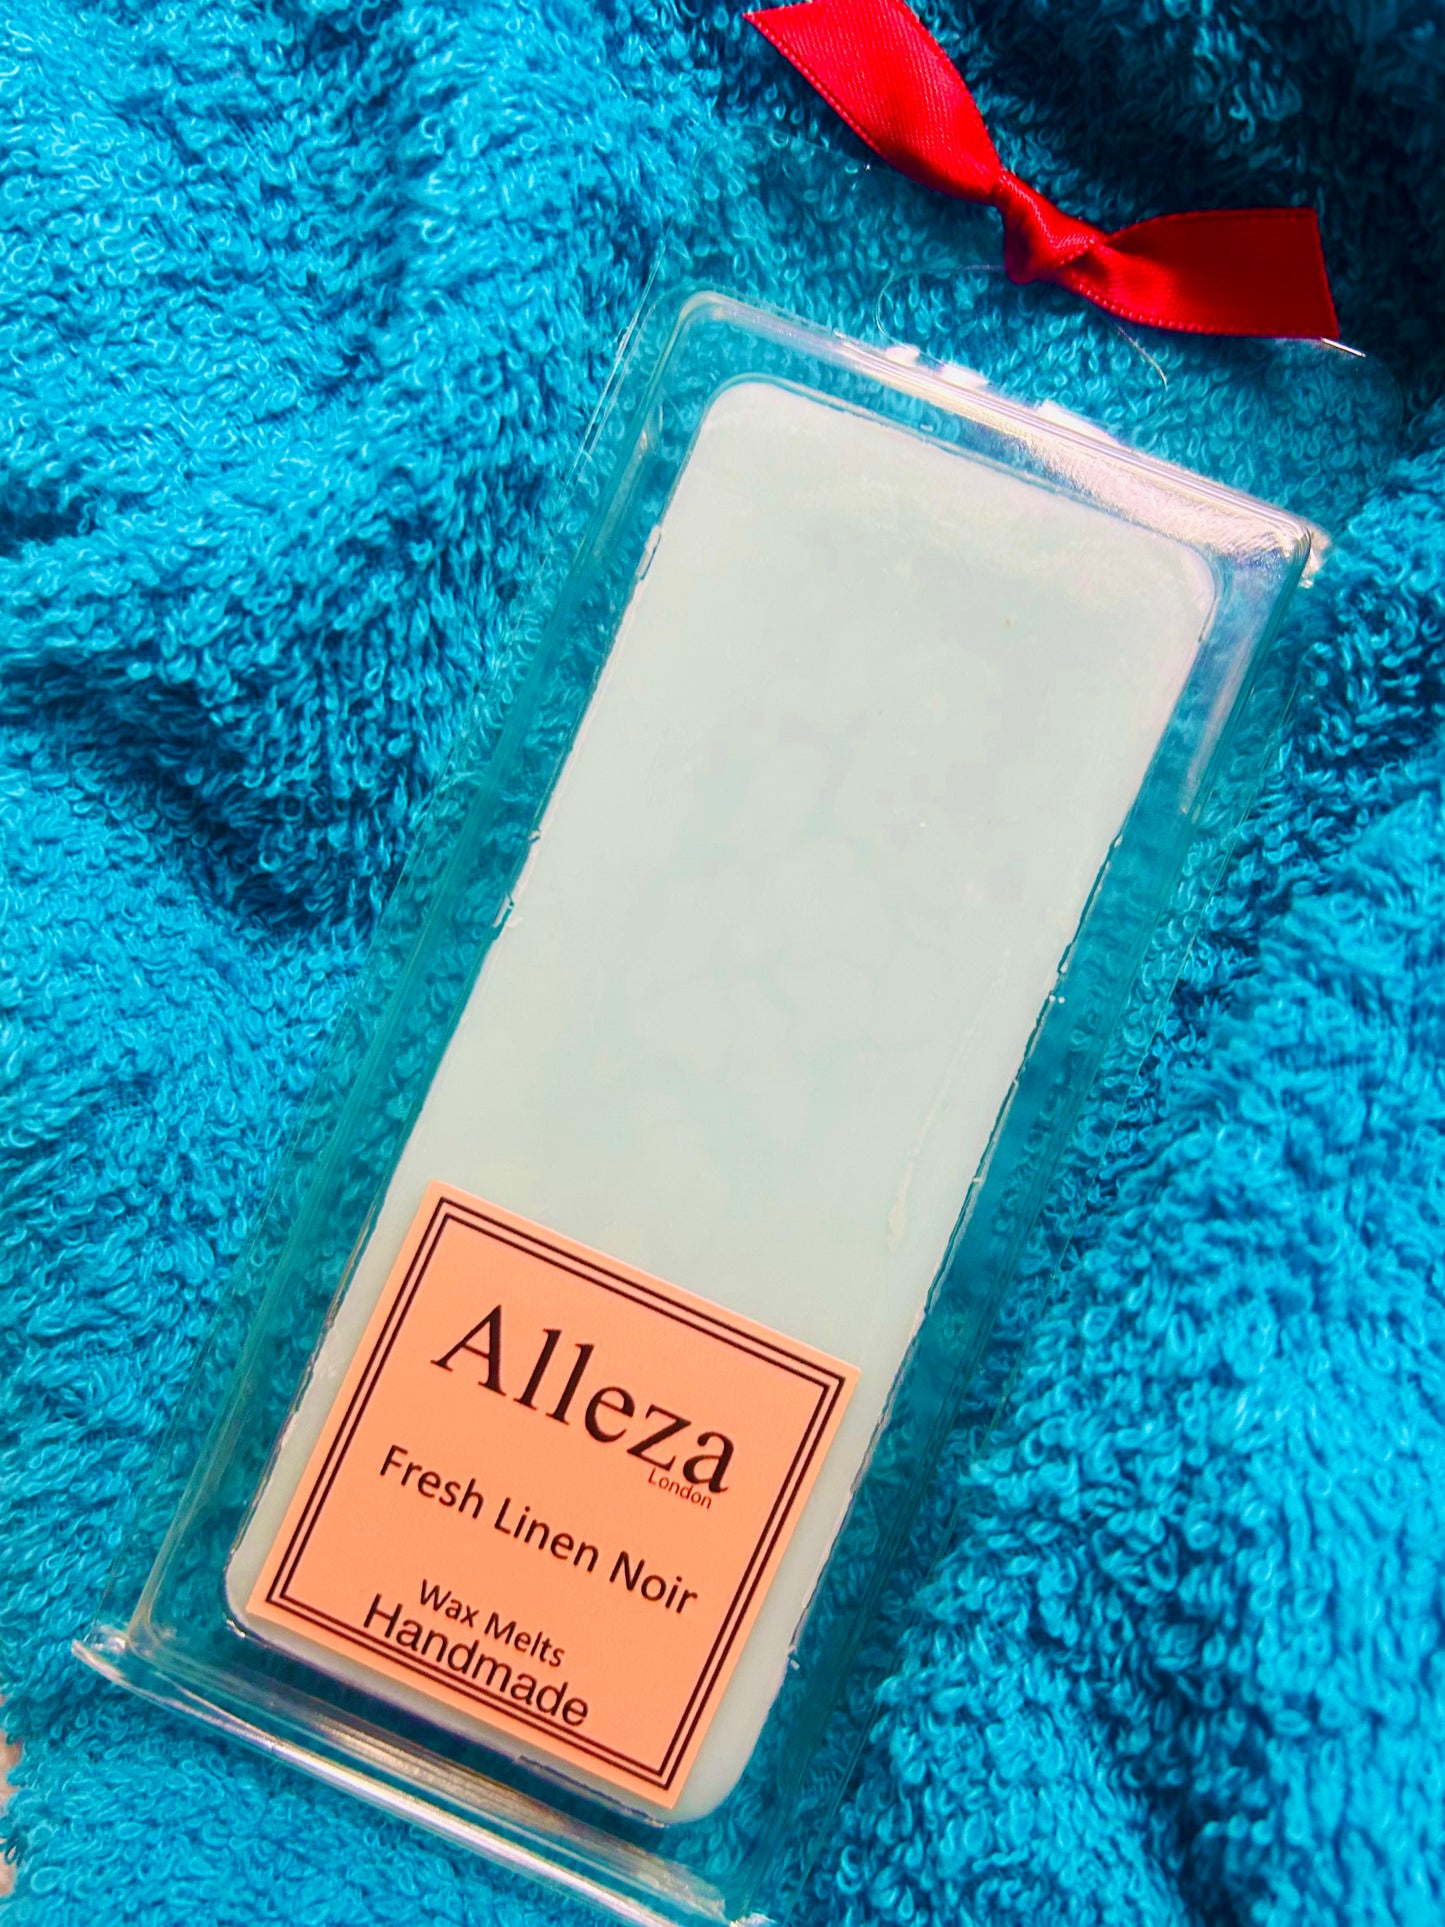 Alleza
London
Fresh Linen Noir
Wax Melts
Handmade